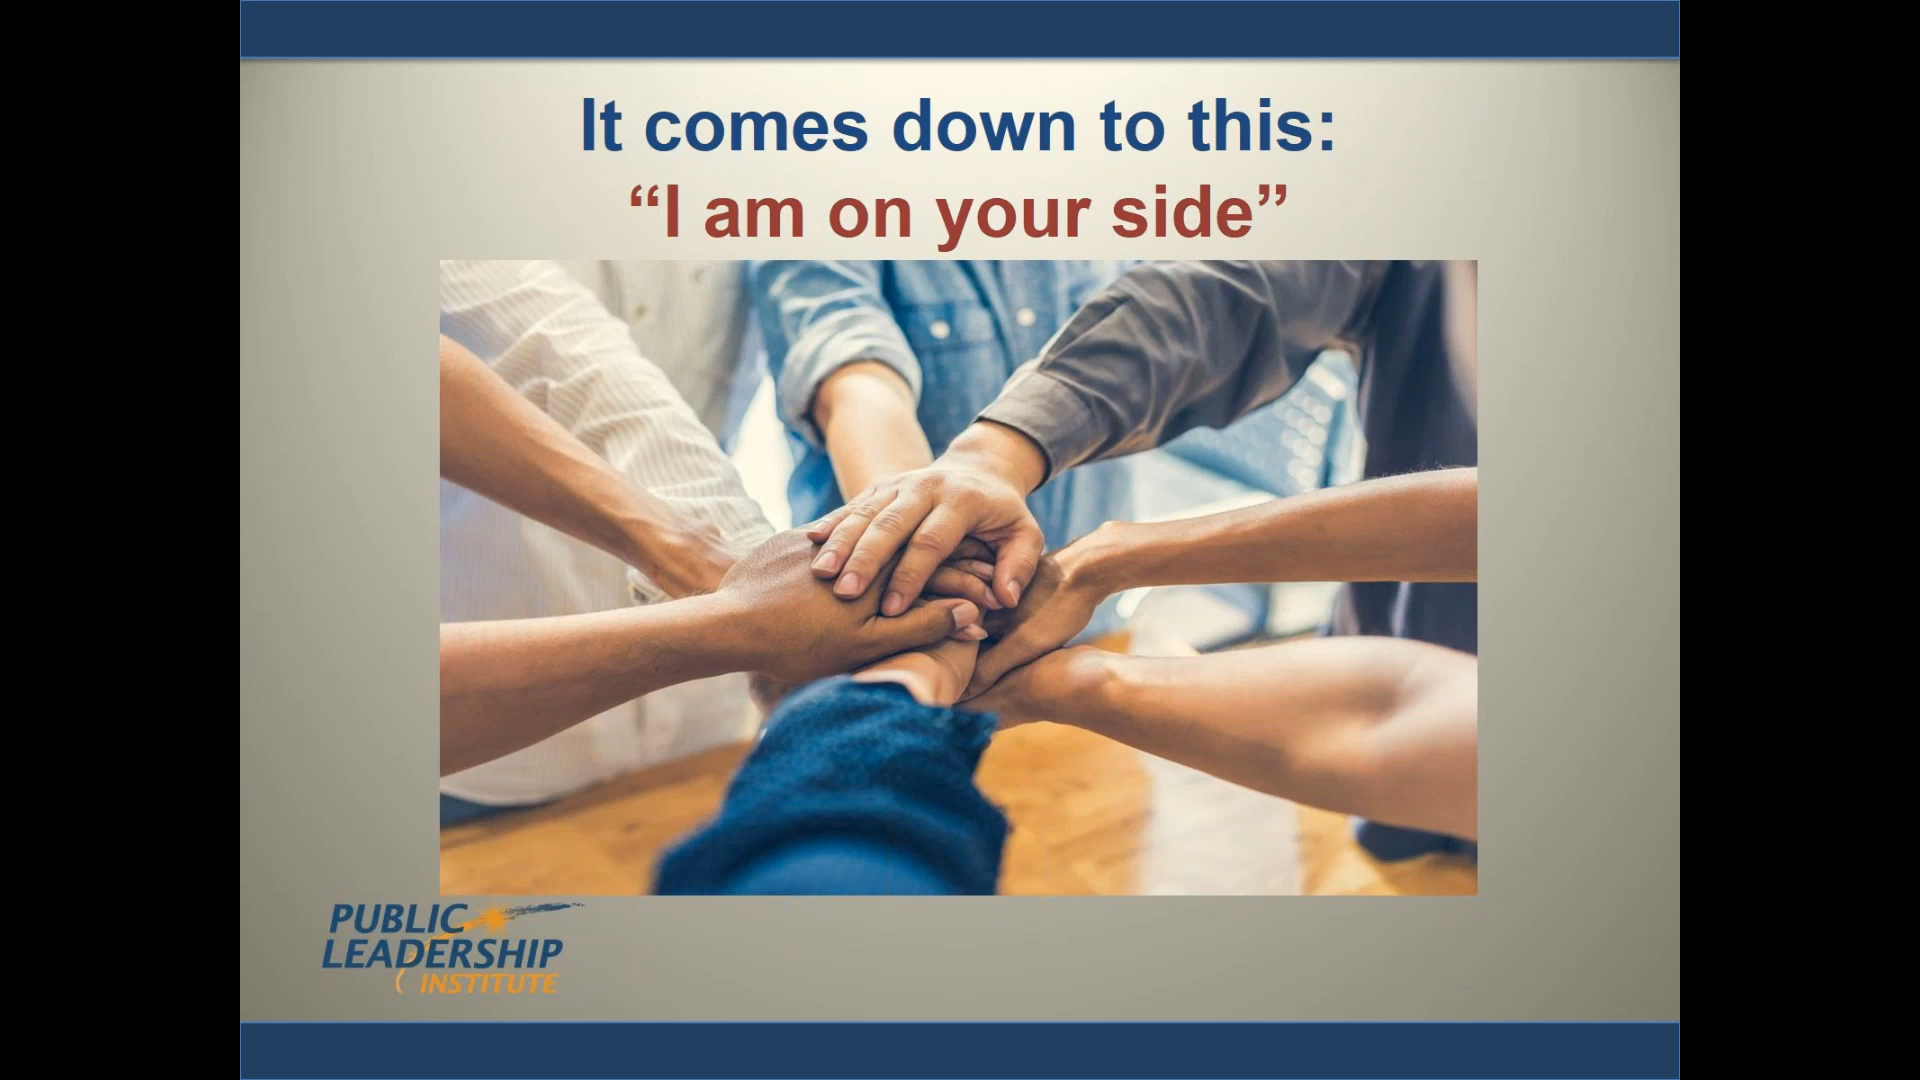 It comes down to this:
“I am on your side”
PUBLIC
LEADERSHIP
INSTITUTE